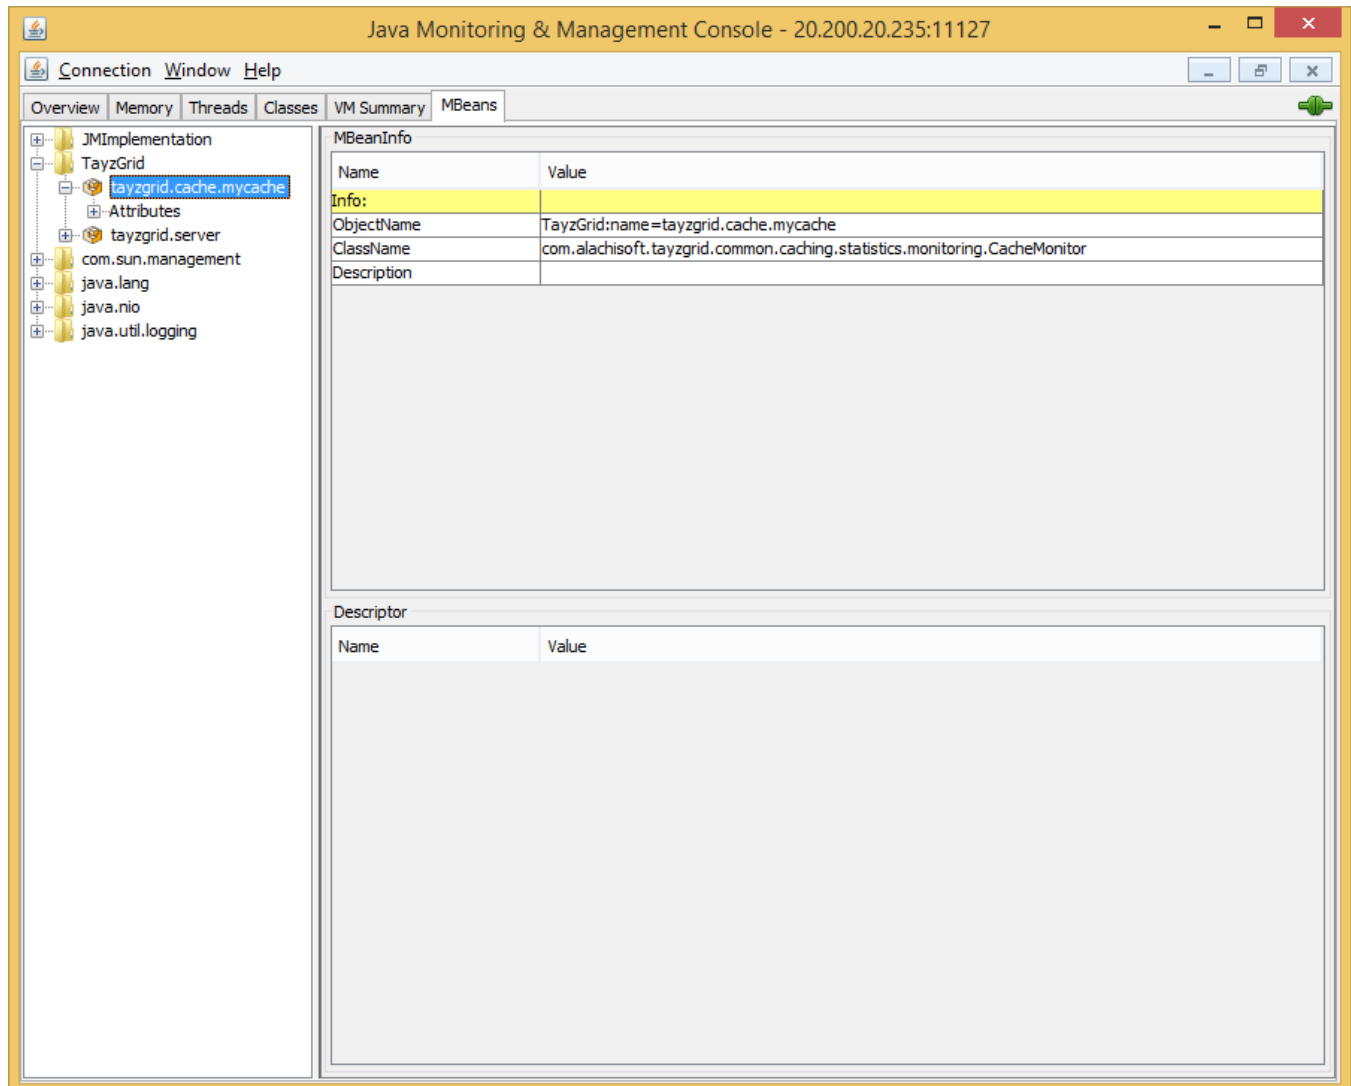 Java Monitoring & Management Console - 20.200.20.235:11127
Connection Window Help
Overview Memory Threads Classes VM Summary MBeans
JMImplementation
TayzGrid
tayzgrid.cache.mycache
Attributes
tayzgrid.server
com.sun.management
java.lang
java.nio
java.util.logging
MBeanInfo
Name Value
Info:
ObjectName TayzGrid:name=tayzgrid.cache.mycache
ClassName com.alachisoft.tayzgrid.common.caching.statistics.monitoring.CacheMonitor
Description
Descriptor
Name Value